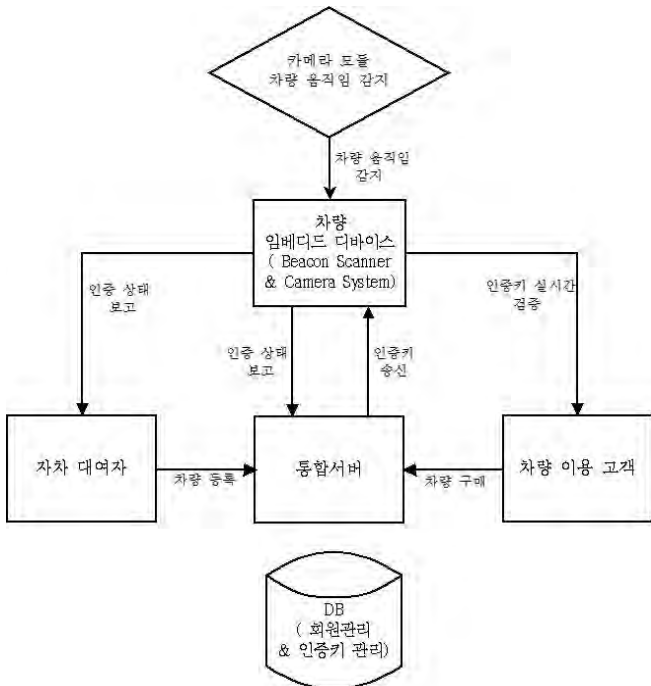 카메라 모듈
차량 움직임 감지
차량 움직임
감지
차량
임베디드 디바이스
( Beacon Scanner
& Camera System)
인증 상태
보고
인증키 실시간
검증
인증 상태
보고
인증키
송신
자차 대여자
차량 등록
통합서버
차량 구매
차량 이용 고객
DB
( 회원관리
& 인증키 관리)